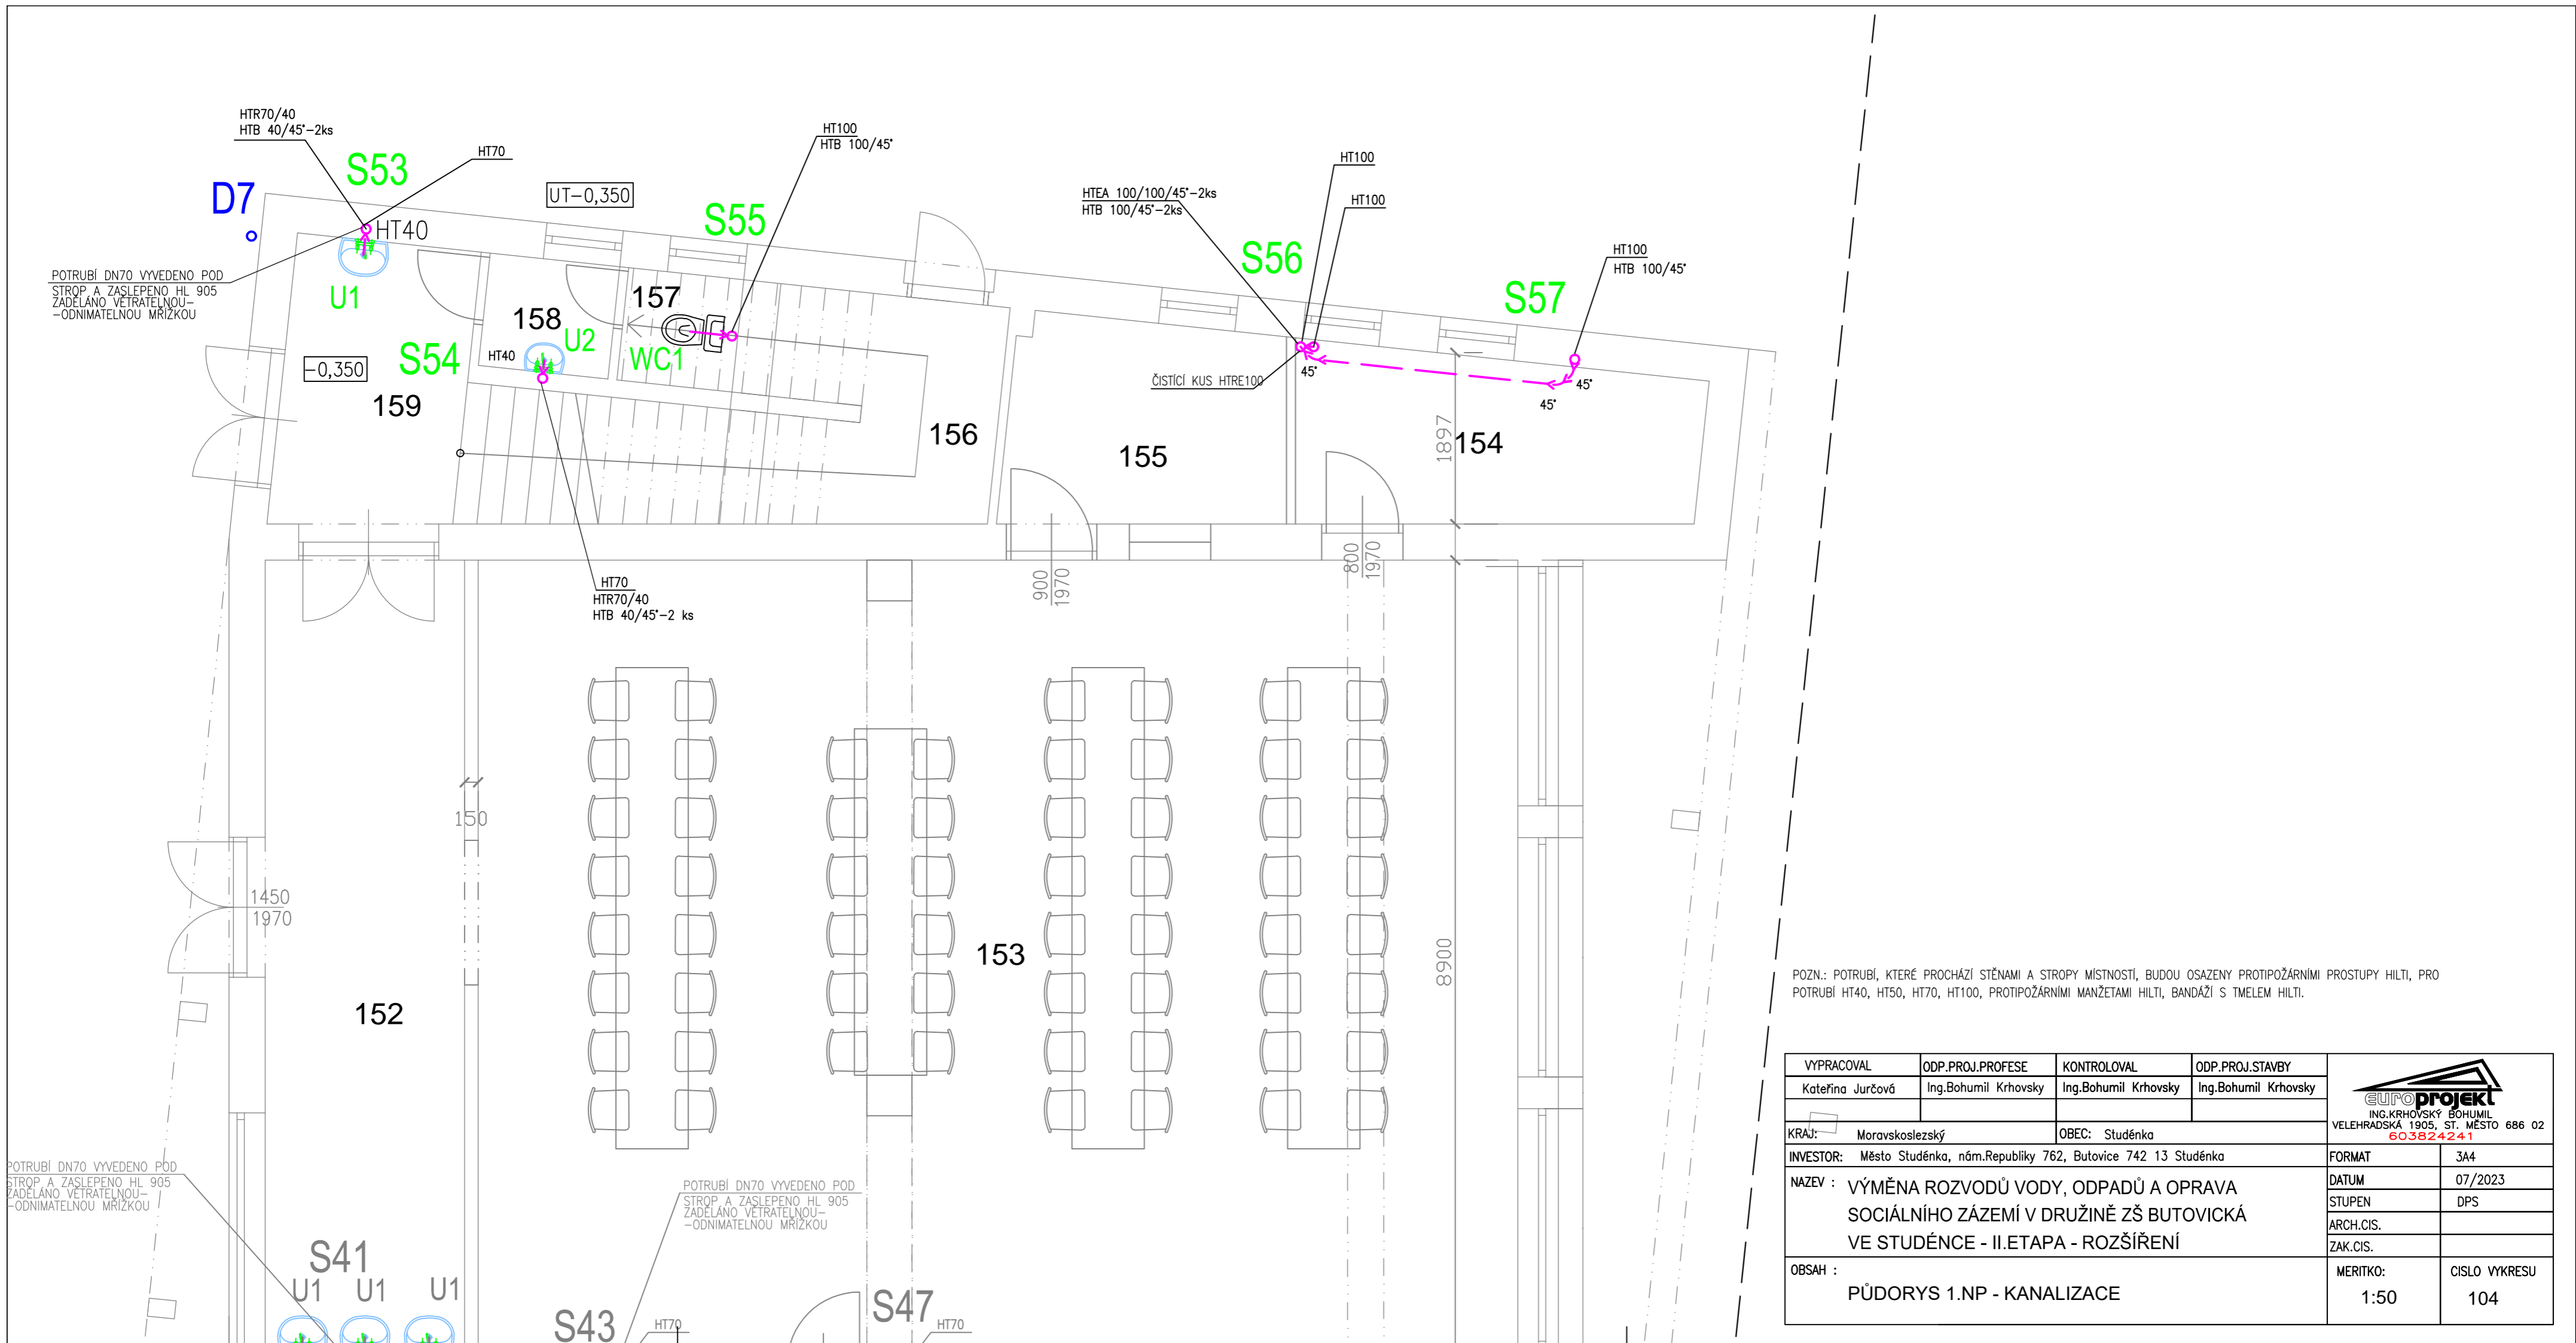 HTR70/40
HTB 40/45°-2ks
HT70
S53
D7
HT40
UT-0,350
S55
HT100
HTB 100/45°
HT100
HTEA 100/100/45°-2ks
HTB 100/45°-2ks
HT100
S56
HT100
HTB 100/45°
S57
POTRUBÍ DN70 VYVEDENO POD
STROP A ZASLEPENO HL 905
ZADĚLÁNO VĚTRATELNOU-
-ODNIMATELNOU MŘÍŽKOU
U1
157
158
U2
HT40
WC1
S54
-0,350
159
ČISTÍCÍ KUS HTRE100
45°
45°
45°
156
155
1897
154
900
1970
800
1970
HT70
HTR70/40
HTB 40/45°-2 ks
150
1450
1970
153
8900
152
POZN.: POTRUBÍ, KTERÉ PROCHÁZÍ STĚNAMI A STROPY MÍSTNOSTÍ, BUDOU OSAZENY PROTIPOŽÁRNÍMI PROSTUPY HILTI, PRO
POTRUBÍ HT40, HT50, HT70, HT100, PROTIPOŽÁRNÍMI MANŽETAMI HILTI, BANDÁŽÍ S TMELEM HILTI.
POTRUBÍ DN70 VYVEDENO POD
STROP A ZASLEPENO HL 905
ZADĚLÁNO VĚTRATELNOU-
-ODNIMATELNOU MŘÍŽKOU
POTRUBÍ DN70 VYVEDENO POD
STROP A ZASLEPENO HL 905
ZADĚLÁNO VĚTRATELNOU-
-ODNIMATELNOU MŘÍŽKOU
S41
U1 U1 U1
S43
HT70
S47
HT70
VYPRACOVAL ODP.PROJ.PROFESE KONTROLOVAL ODP.PROJ.STAVBY
Kateřina Jurčová Ing.Bohumil Krhovsky Ing.Bohumil Krhovsky Ing.Bohumil Krhovsky
europrojekt
ING.KRHOVSKÝ BOHUMIL
VELEHRADSKÁ 1905, ST. MĚSTO 686 02
603824241
KRAJ: Moravskoslezský OBEC: Studénka
INVESTOR: Město Studénka, nám.Republiky 762, Butovice 742 13 Studénka
FORMAT 3A4
NAZEV : VÝMĚNA ROZVODŮ VODY, ODPADŮ A OPRAVA
SOCIÁLNÍHO ZÁZEMÍ V DRUŽINĚ ZŠ BUTOVICKÁ
VE STUDÉNCE - II.ETAPA - ROZŠÍŘENÍ
DATUM 07/2023
STUPEN DPS
ARCH.CIS.
ZAK.CIS.
OBSAH :
PŮDORYS 1.NP - KANALIZACE
MERITKO: CISLO VYKRESU
1:50 104